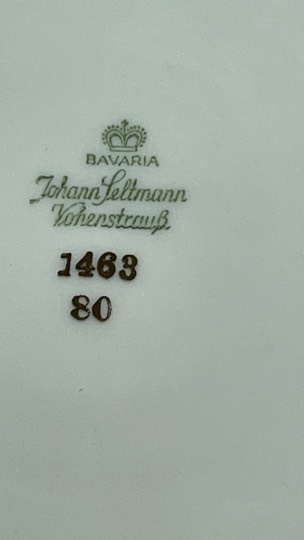 BAVARIA
Johann Seltmann
Vohenstrauß.
1463
80